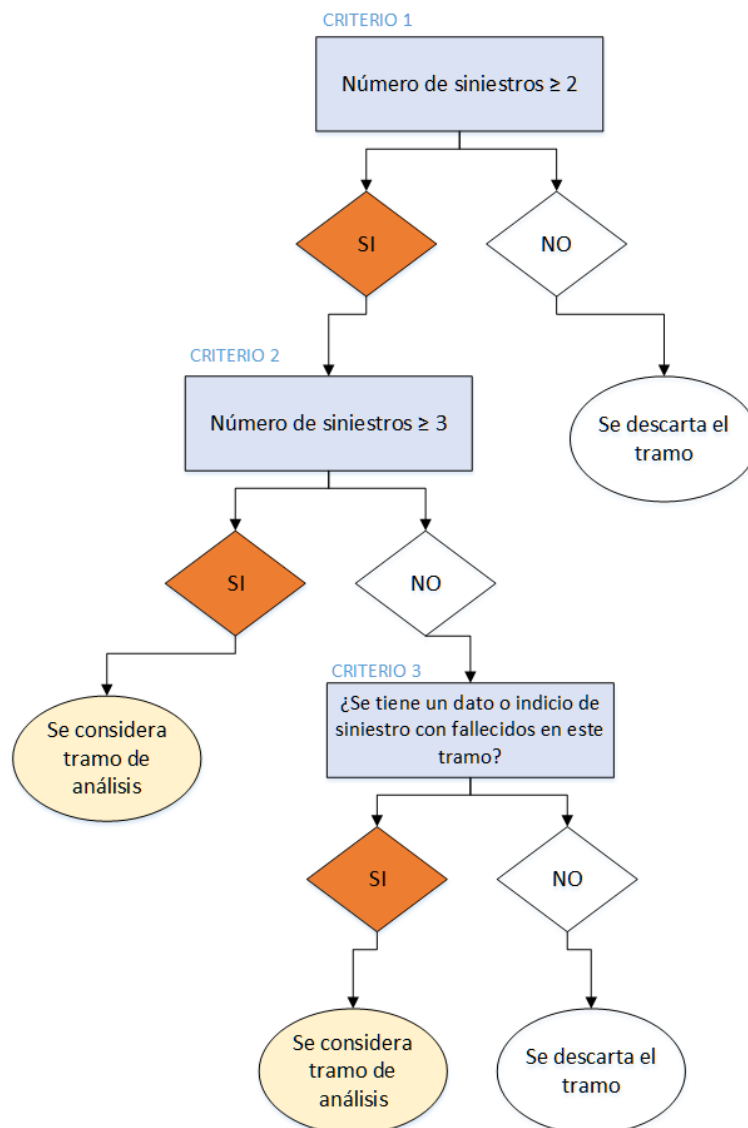 CRITERIO 1
Número de siniestros ≥ 2
SI
NO
CRITERIO 2
Número de siniestros ≥ 3
Se descarta el
tramo
SI
NO
CRITERIO 3
¿Se tiene un dato o indicio de
siniestro con fallecidos en este
tramo?
Se considera
tramo de
análisis
SI
NO
Se considera
tramo de
análisis
Se descarta el
tramo